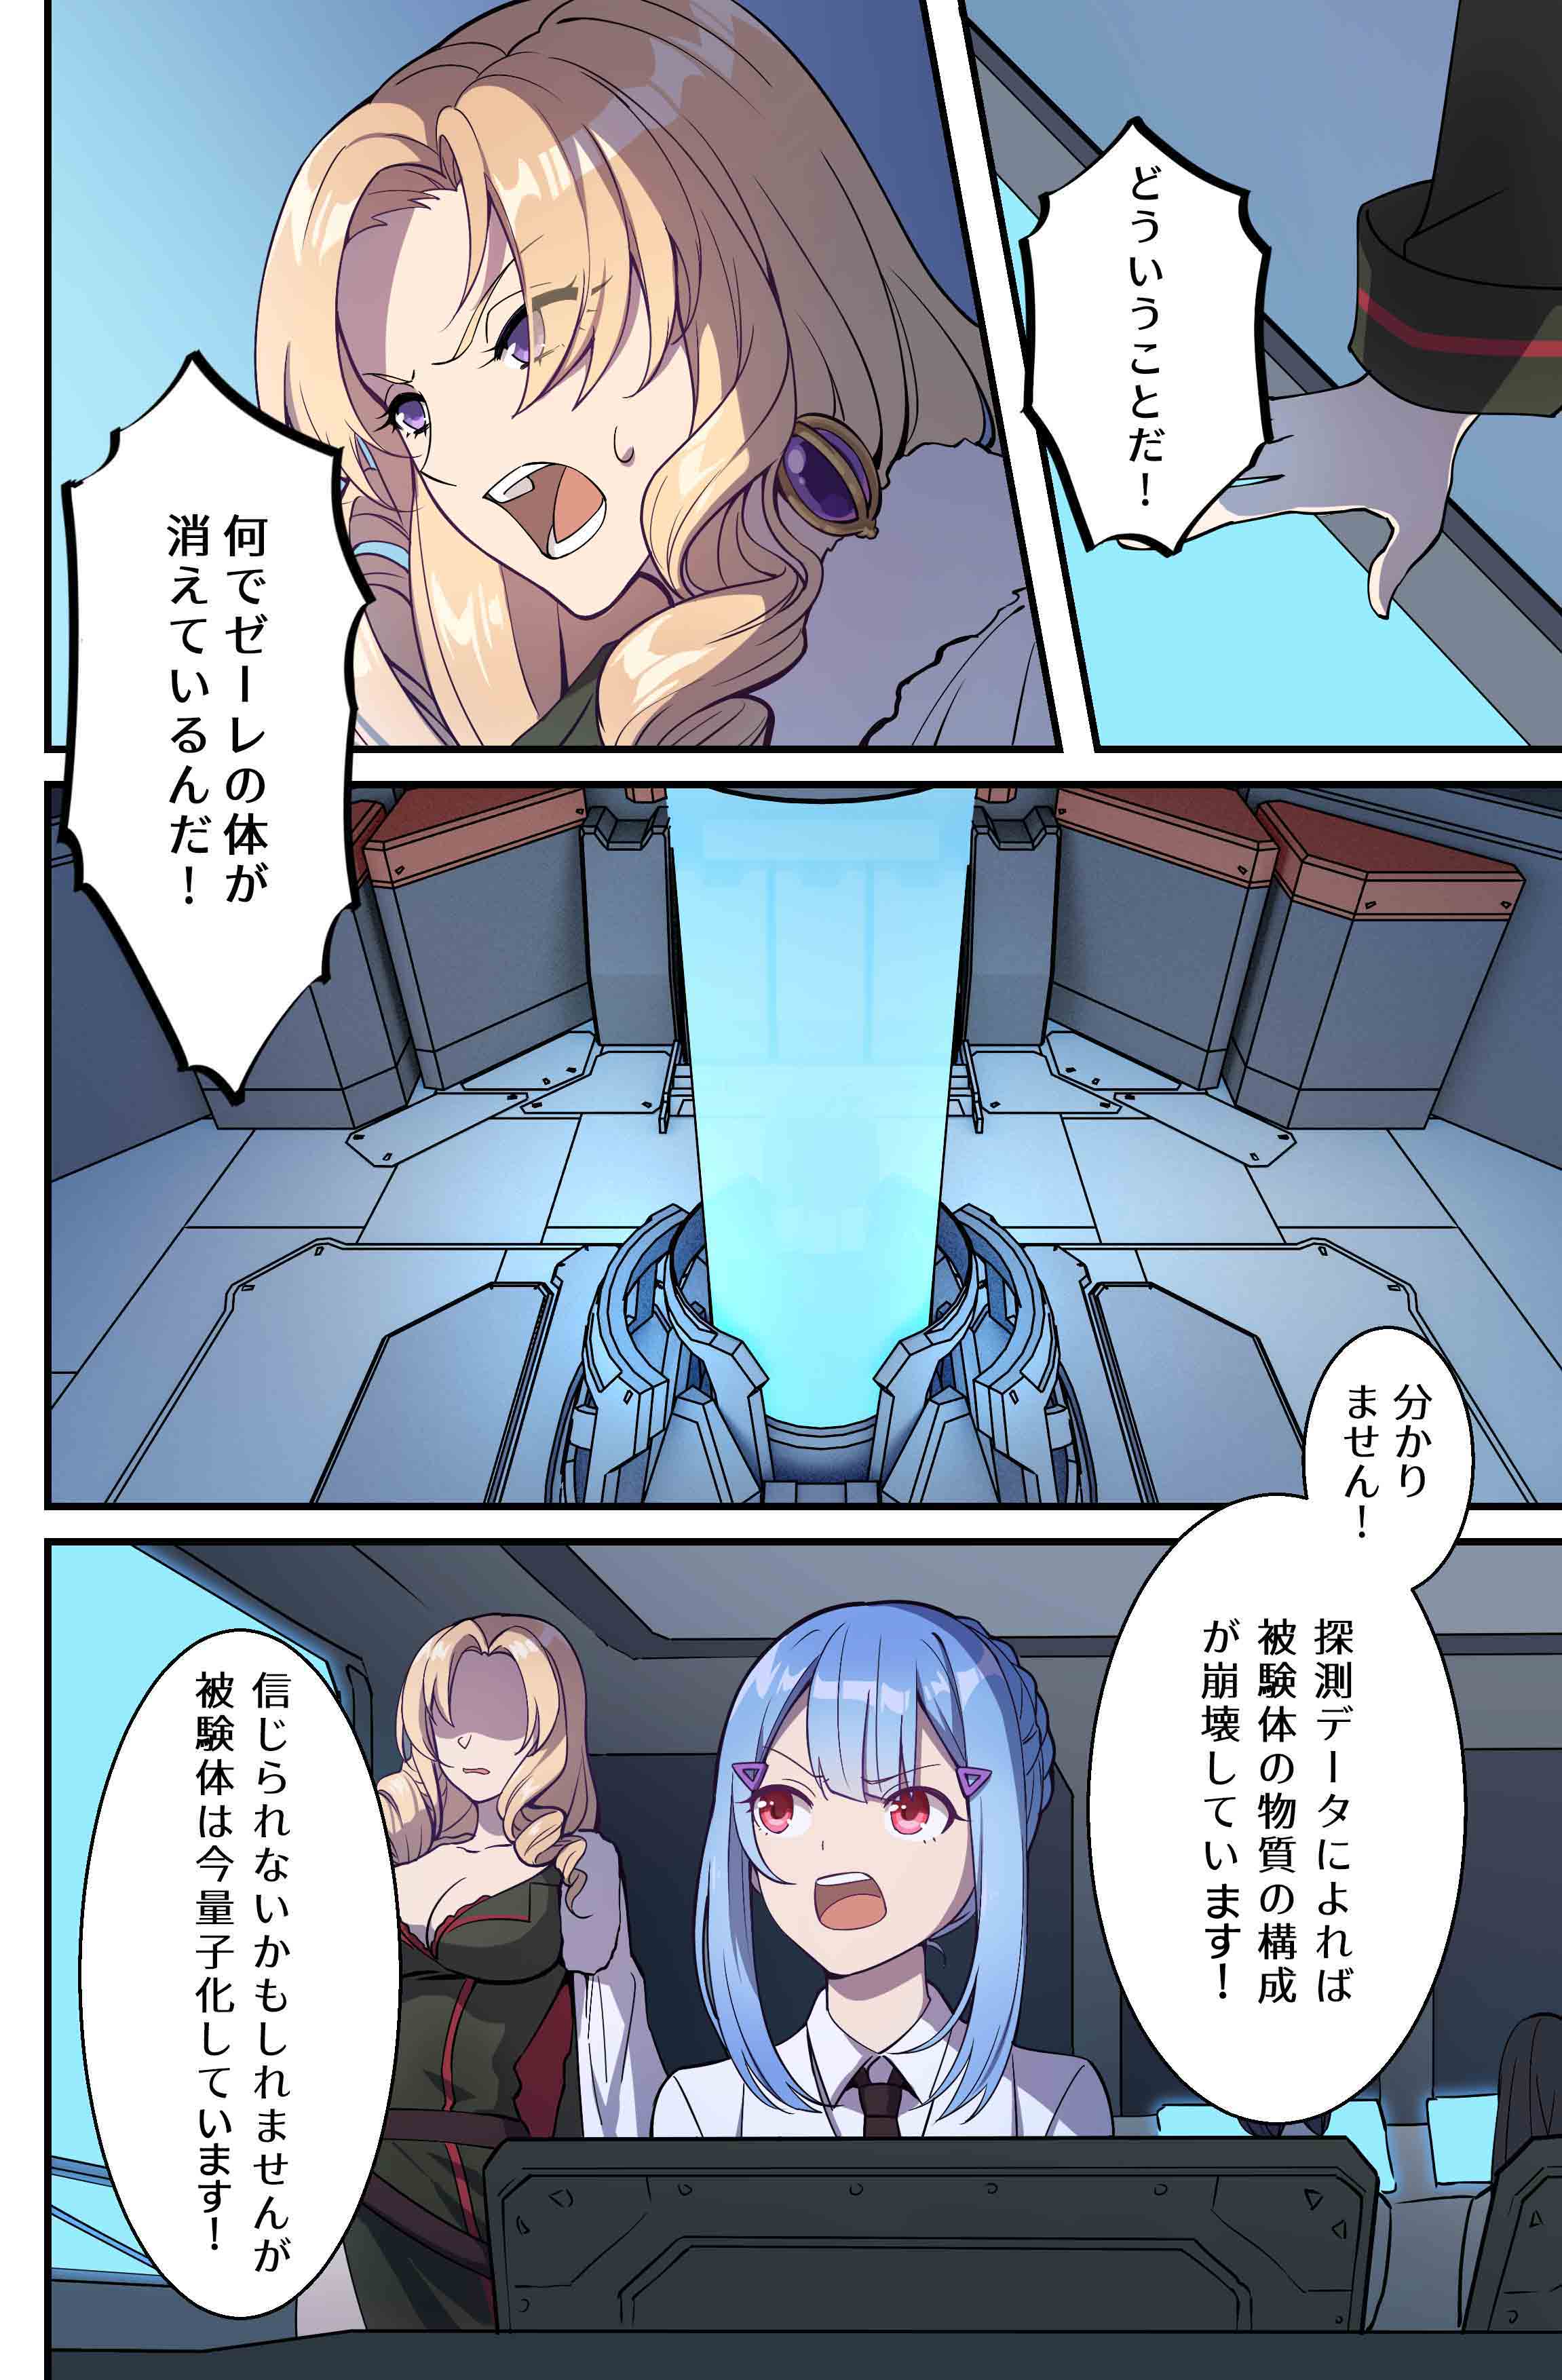 どういうことだ！
何でゼーレの体が
消えているんだ！
分かり
ません！
探測データによれば
被験体の物質の構成
が崩壊しています！
信じられないかもしれませんが
被験体は今量子化しています！